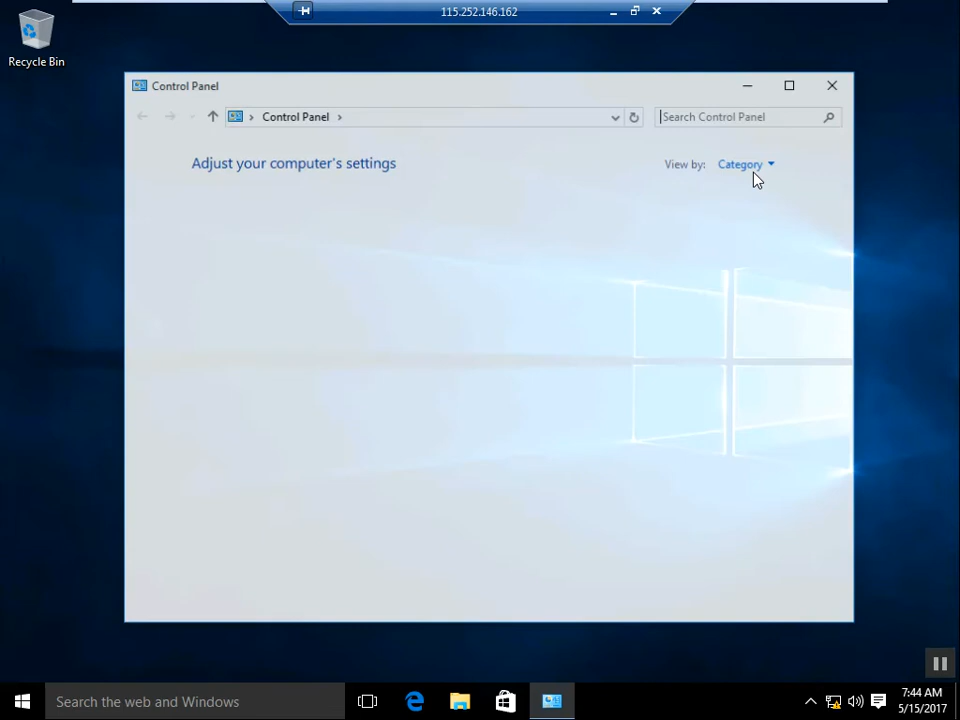 115.252.146.162
Recycle Bin
Control Panel
Control Panel
Search Control Panel
Adjust your computer's settings
View by: Category
Search the web and Windows
7:44 AM
5/15/2017